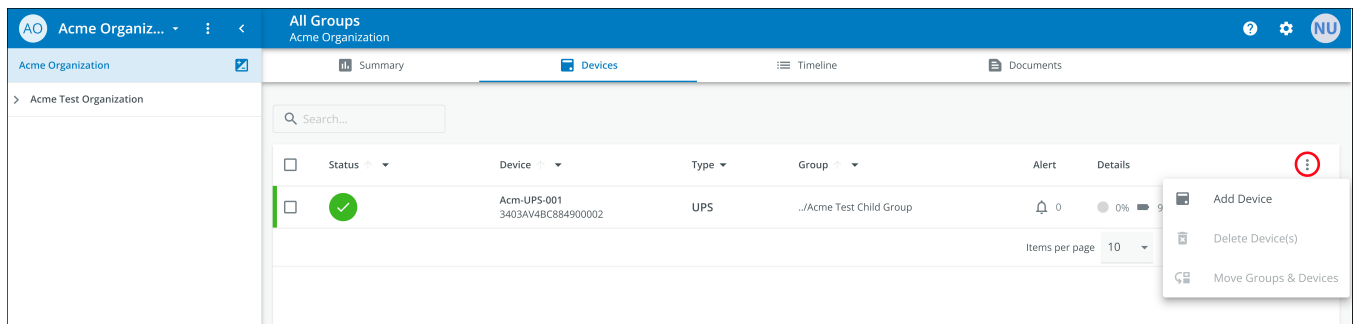 AO Acme Organiz...
All Groups
Acme Organization
NU
Acme Organization
Acme Test Organization
Summary
Devices
Timeline
Documents
Search...
Status Device Type Group Alert Details
Acm-UPS-001
3403AV4BC884900002
UPS
../Acme Test Child Group
0
0% 9
Items per page 10
Add Device
Delete Device(s)
Move Groups & Devices